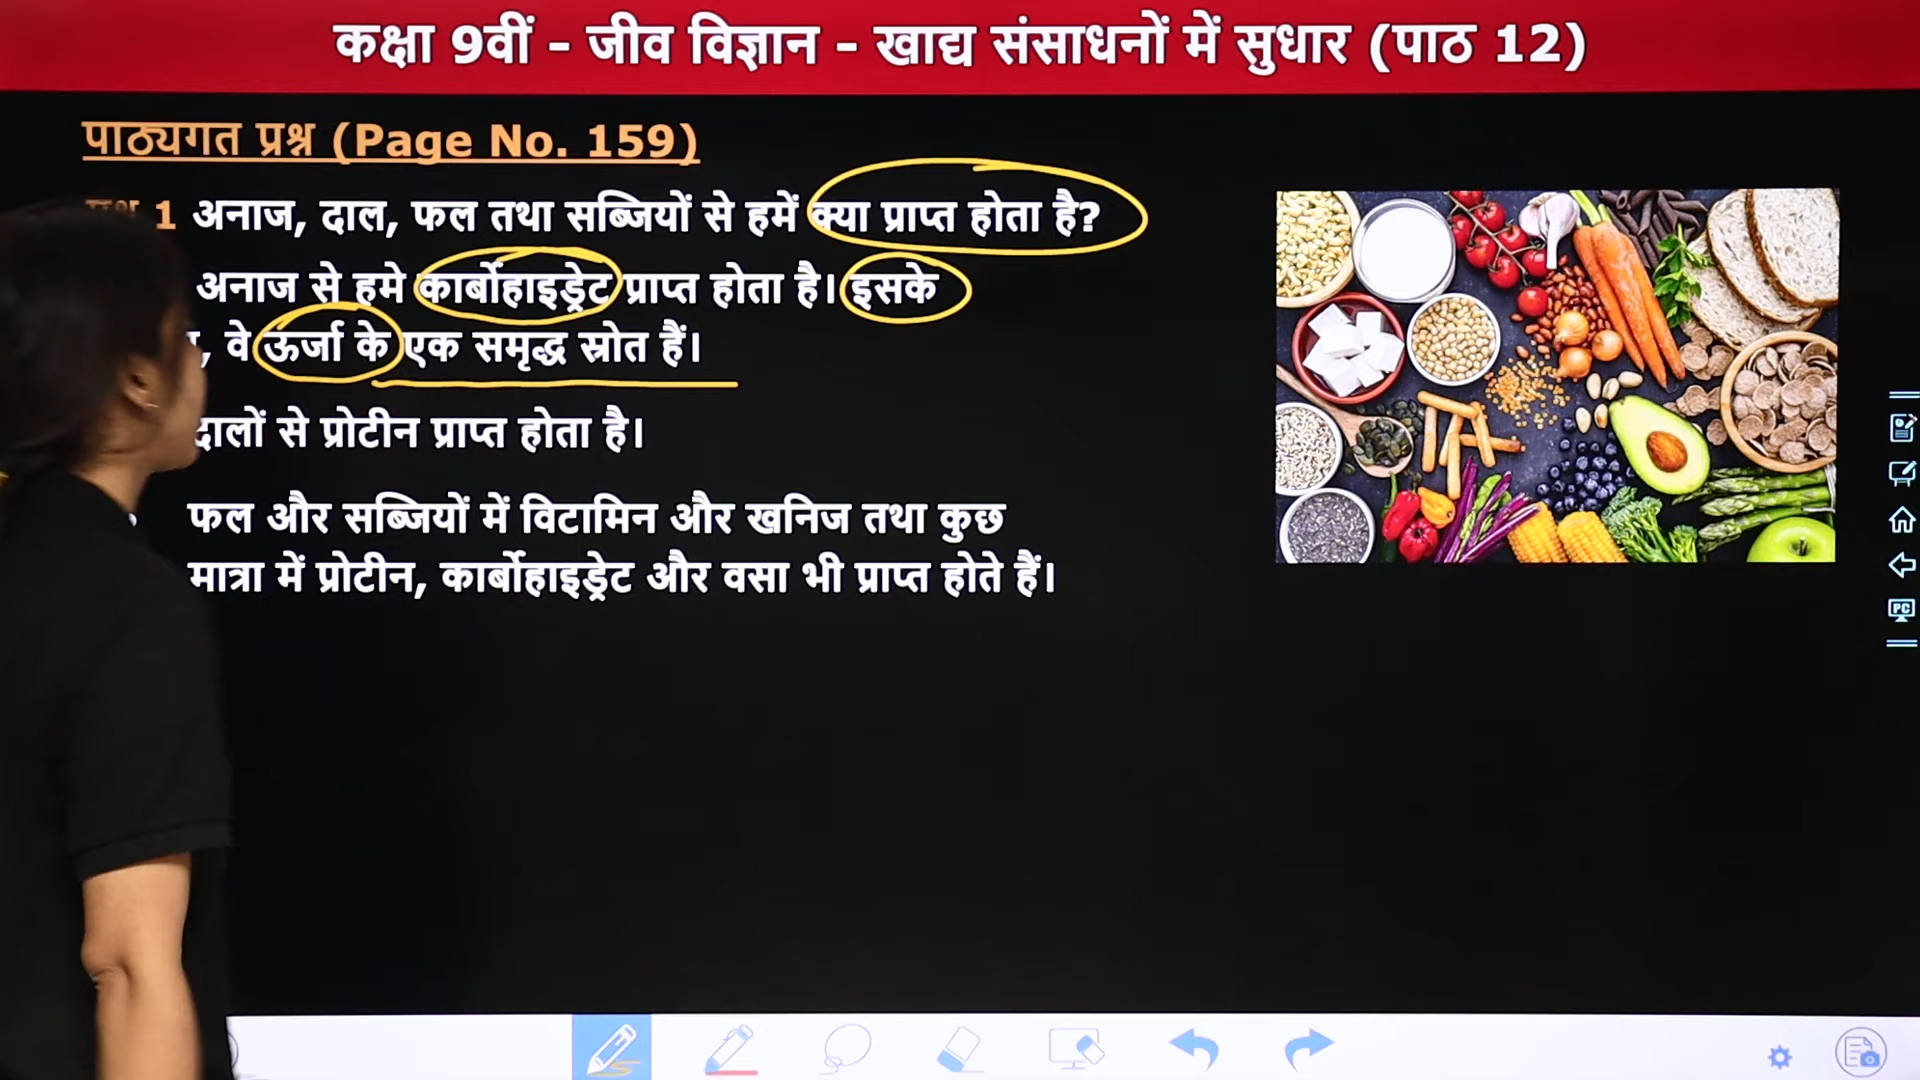 कक्षा 9वीं - जीव विज्ञान - खाद्य संसाधनों में सुधार (पाठ 12)
पाठ्यगत प्रश्न (Page No. 159)
1 अनाज, दाल, फल तथा सब्जियों से हमें क्या प्राप्त होता है?
अनाज से हमे कार्बोहाइड्रेट प्राप्त होता है। इसके
, वे ऊर्जा के एक समृद्ध स्रोत हैं।
दालों से प्रोटीन प्राप्त होता है।
फल और सब्जियों में विटामिन और खनिज तथा कुछ
मात्रा में प्रोटीन, कार्बोहाइड्रेट और वसा भी प्राप्त होते हैं।
PC